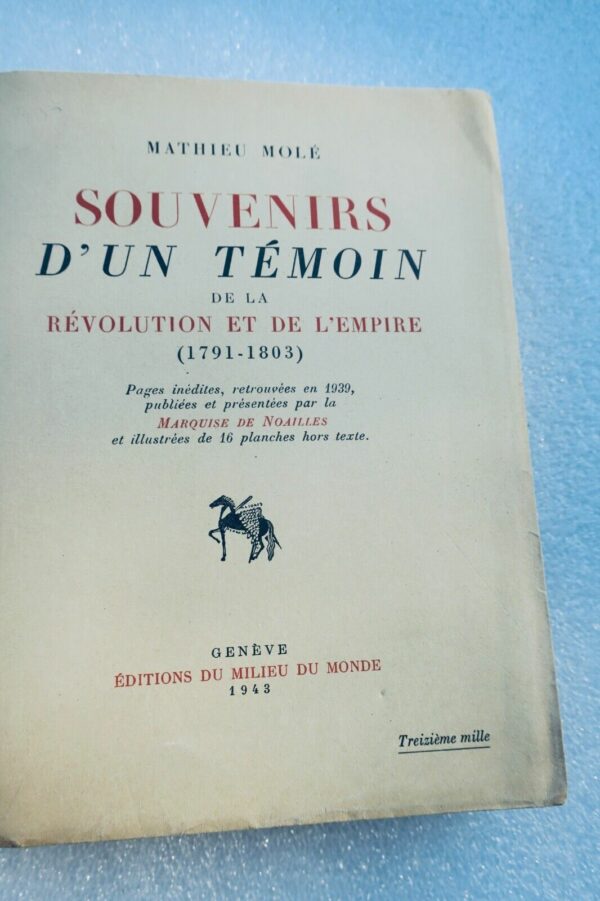 MATHIEU MOLÉ
SOUVENIRS
D'UN TÉMOIN
DE LA
RÉVOLUTION ET DE L'EMPIRE
(1791-1803)
Pages inédites, retrouvées en 1939,
publiées et présentées par la
MARQUISE DE NOAILLES
et illustrées de 16 planches hors texte.
GENÈVE
ÉDITIONS DU MILIEU DU MONDE
1943
Treizième mille